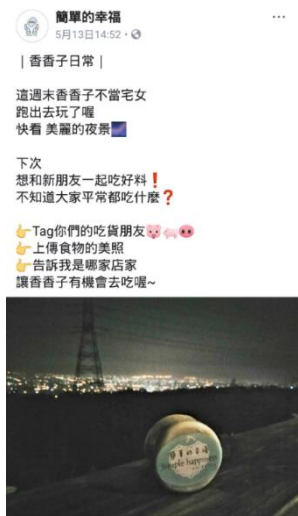 簡單的幸福
5月13日14:52 •
| 香香子日常 |
這週末香香子不當宅女
跑出去玩了喔
快看 美麗的夜景🌌
下次
想和新朋友一起吃好料❗
不知道大家平常都吃什麼❓
👉Tag你們的吃貨朋友🐷🐖🐽
👉上傳食物的美照
👉告訴我是哪家店家
讓香香子有機會去吃喔~
簡單的幸福
Simple happiness